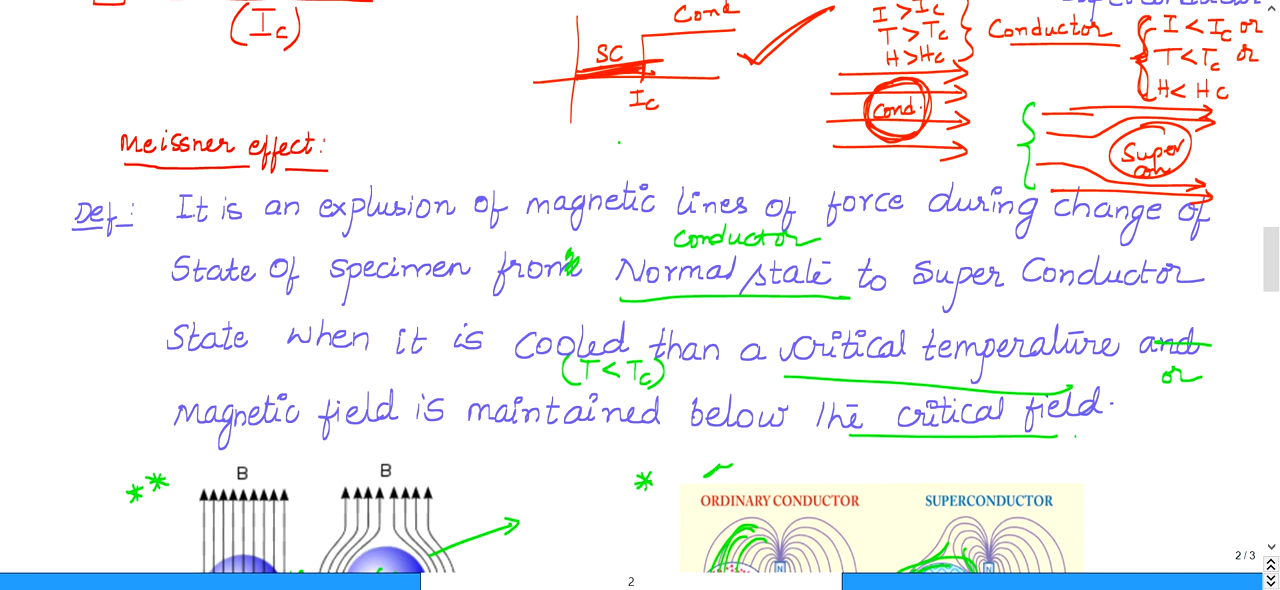 (Ic)
Cond
SC
Ic
I > Ic
T > Tc
H > Hc
Cond.
Conductor
I < Ic or
T < Tc or
H < Hc
Super
Con
Meissner effect:
Def: It is an explusion of magnetic lines of force during change of
conductor
State of specimen from Normal state to Super Conductor
State when it is cooled than a critical temperature and
(T < Tc)
or
Magnetic field is maintained below the critical field.
** B B
*
ORDINARY CONDUCTOR SUPERCONDUCTOR
N N
2 / 3
2